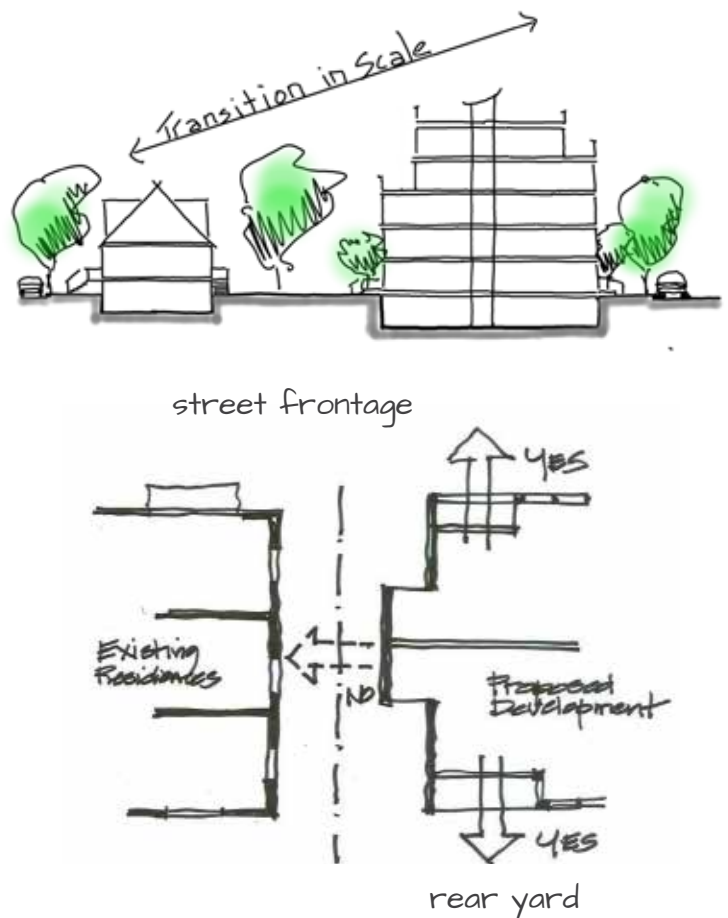 Transition in Scale
street frontage
YES
Existing
Residences
NO
Proposed
Development
YES
rear yard